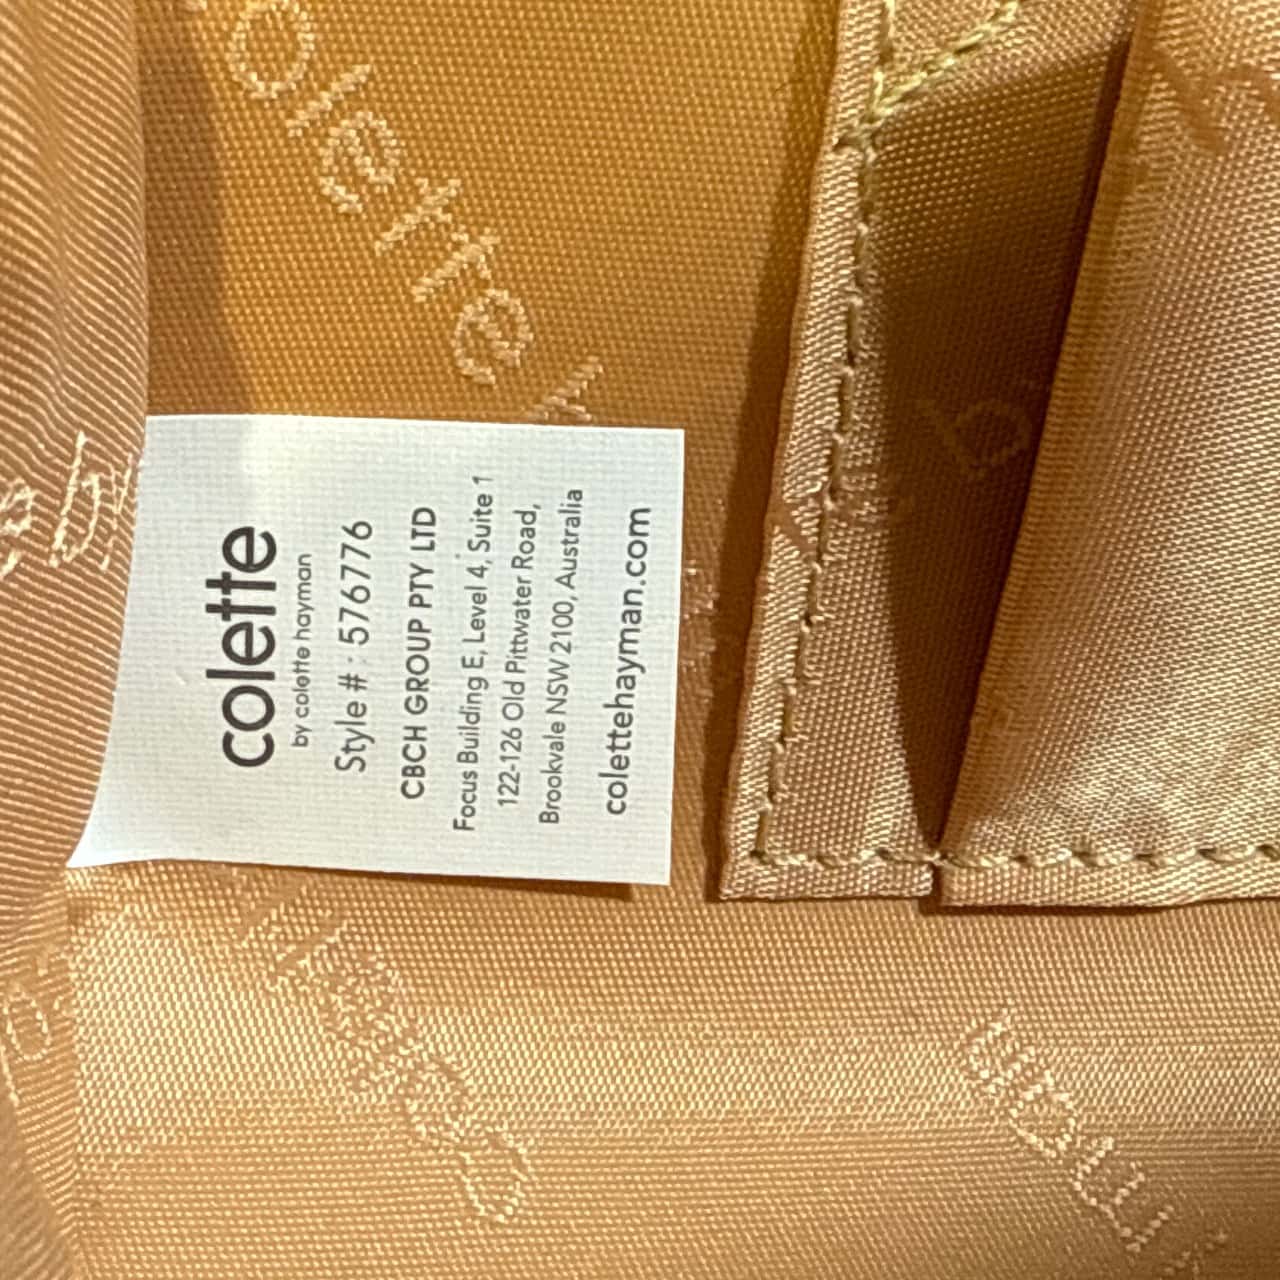 colette
by colette hayman
Style # : 576776
CBCH GROUP PTY LTD
Focus Building E, Level 4, Suite 1
122-126 Old Pittwater Road,
Brookvale NSW 2100, Australia
colettehayman.com
colette